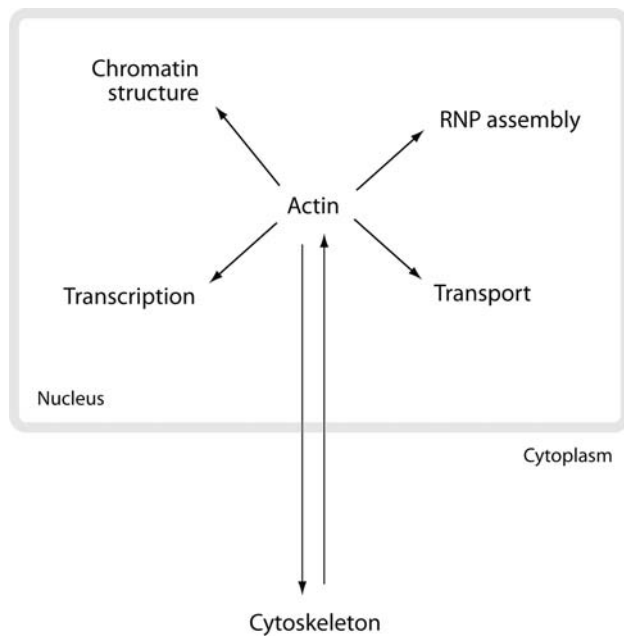 Chromatin
structure
RNP assembly
Actin
Transcription
Transport
Nucleus
Cytoplasm
Cytoskeleton